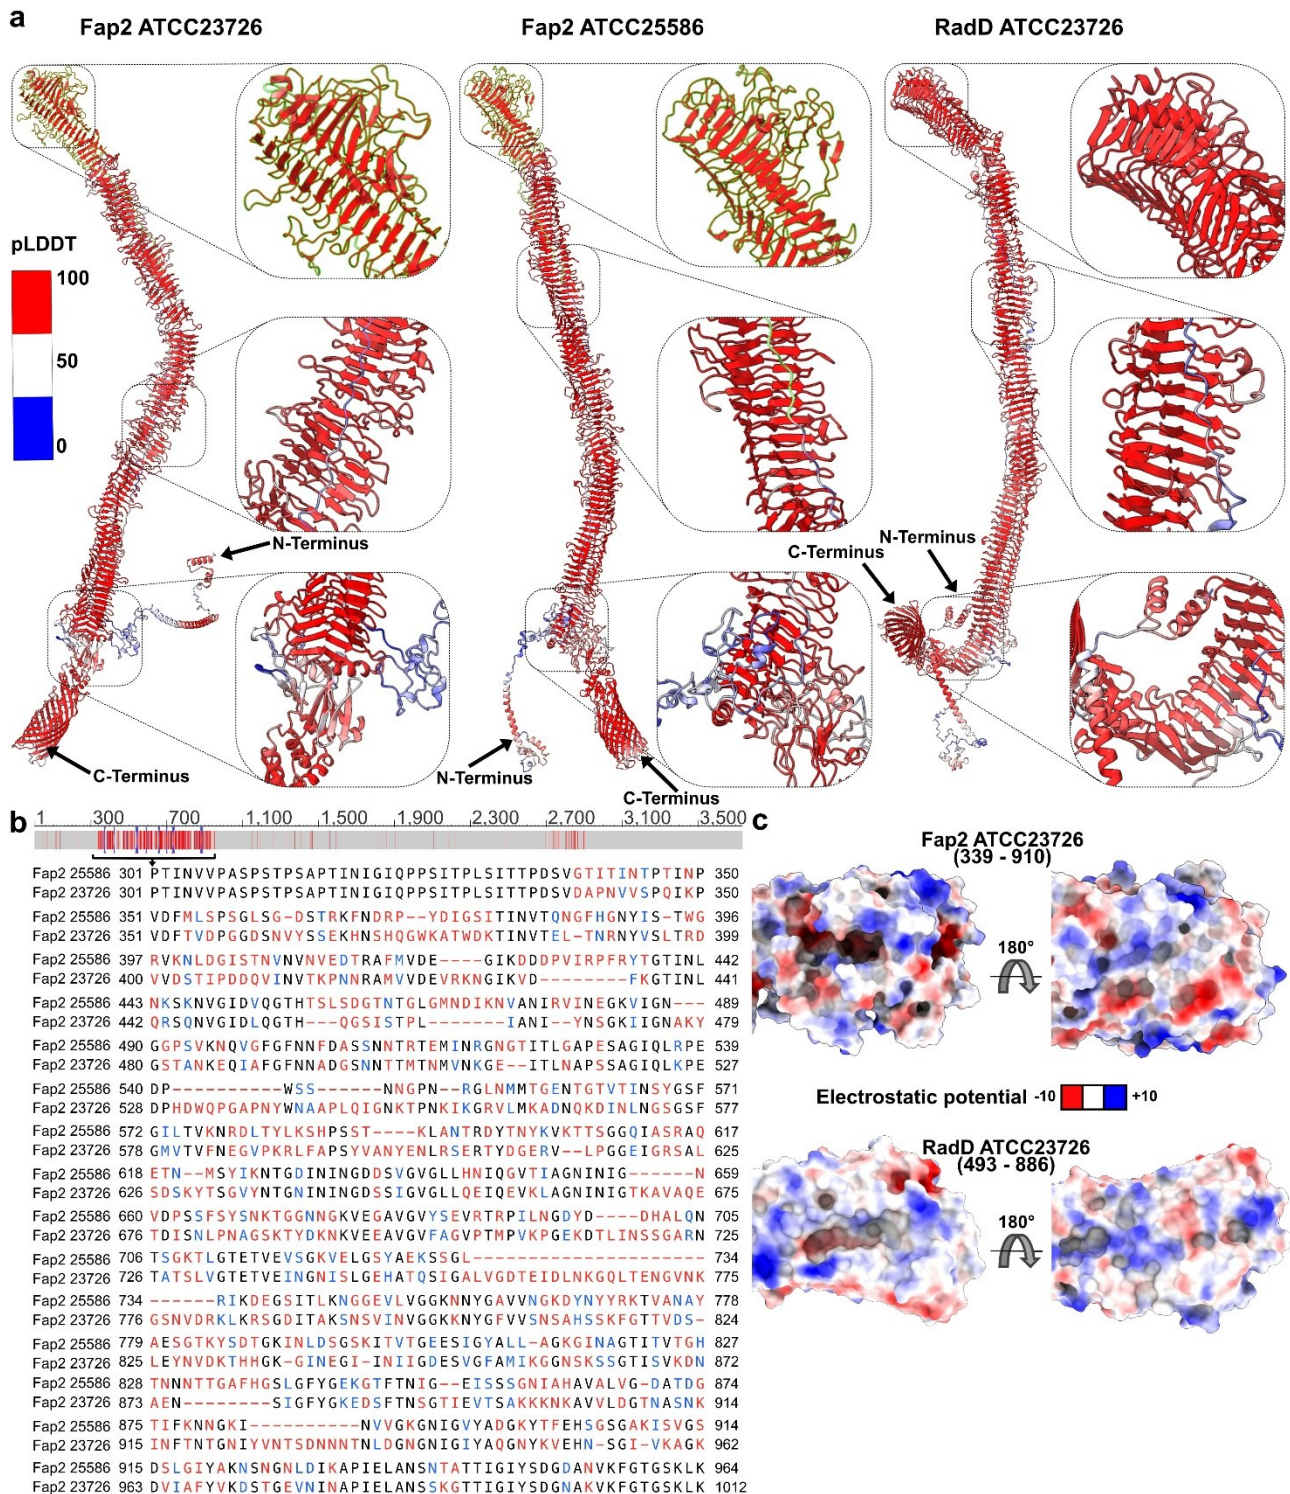 a
Fap2 ATCC23726
Fap2 ATCC25586
RadD ATCC23726
pLDDT
100
50
0
N-Terminus
C-Terminus
N-Terminus
C-Terminus
C-Terminus
N-Terminus
b
1 300 700 1,100 1,500 1,900 2,300 2,700 3,100 3,500
Fap2 25586 301 PTINVVPASPSTPSAPTINIGIQPPSITPLSITTPDSVGTITINTPTINP 350
Fap2 23726 301 PTINVVPASPSTPSAPTINIGIQPPSITPLSITTPDSVDAPNVVSPQIKP 350
Fap2 25586 351 VDFMLSPSGLSG-DSTRKFNDRP--YDIGSITINVTQNGFHGNYIS-TWG 396
Fap2 23726 351 VDFTVDPGGDSNVYSSEKHNSHQGWKATWDKTINVTEL-TNRNYVSLTRD 399
Fap2 25586 397 RVKNLDGISTNVNVNVEDTRAFMVDE----GIKDDDPVIRPFRYTGTINL 442
Fap2 23726 400 VVDSTIPDDQVINVTKPNNRAMVVDEVRKNGIKVD--------FKGTINL 441
Fap2 25586 443 NKSKNVGIDVQGTHTSLSDGTNTGLGMNDIKNVANIRVINEGKVIGN--- 489
Fap2 23726 442 QRSQNVGIDLQGTH---QGSISTPL-------IANI--YNSGKIIGNAKY 479
Fap2 25586 490 GGPSVKNQVGFGFNNFDASSNNTRTEMINRGNGTITLGAPESAGIQLRPE 539
Fap2 23726 480 GSTANKEQIAFGFNNADGSNNTTMTNMVNKGE--ITLNAPESAGIQLKPE 527
Fap2 25586 540 DP----------WSS-------NNGPN--RGLNMMTGENTGTVTINSYGSF 571
Fap2 23726 528 DPHDWQPGAPNYWNAAPLQIGNKTPNKIKGRVLMKADNQKDINLNGSGSF 577
Fap2 25586 572 GILTVKNRDLTYLKSHPSST----KLANTRDYTNYKVKTTSGGQIASRAQ 617
Fap2 23726 578 GMVTVFNEGVPKRLFAPSYVANYENLRSERTYDGERV--LPGGEIGRSAL 625
Fap2 25586 618 ETN--MSYIKNTGDININGDDSVGVGLLHNIQGVTIAGNINIG------- 659
Fap2 23726 626 SDSKYTSGVYNTGNININGDSSIGVGLLQEIQEVKLAGNINIGTKAVAQE 675
Fap2 25586 660 VDPSSFSYSNKTGGNNGKVEGAVGVYSEVRTRPILNGDYD---DHALQN 705
Fap2 23726 676 TDISNLPNAGSKTYDKNKVEEAVGVFAGVPTMPVKPGEKDTLINSSGARN 725
Fap2 25586 706 TSGKTLGTETVEVSGKVELGSYAEKSSGL--------------------- 734
Fap2 23726 726 TATSLVGTETVEINGNISLGEHATQSIGALVGDTEIDLNKGQLTENGVNK 775
Fap2 25586 734 ------RIKDEGSITLKNGGEVLVGGKNNYGAVVNGKDYNYYRKTVANAY 778
Fap2 23726 776 GSNVDRKLKRSGDITAKSNSVINVGGKKNYGFVVSNSAHSSKFGTTVDS- 824
Fap2 25586 779 AESGTKYSDTGKINLDSGSKITVTGEESIGYALL-AGKGINAGTITVTGH 827
Fap2 23726 825 LEYNVDKTHHGK-GINEGI-INIIGDESVGFAMIKGGNSKSSGTISVKDN 872
Fap2 25586 828 TNNNTTGAFHGSLGFYGEKGTFTNIG--EISSSGNIAHAVALVG-DATDG 874
Fap2 23726 873 AEN--------SIGFYGKEDSFTNSGTIEVTSAKKKNKAVVLDGTNASNK 914
Fap2 25586 875 TIFKNNGKI----------NVVGKGNIGVYADGKYTFEHSGSGAKISVGS 914
Fap2 23726 915 INFTNTGNIYVNTSDNNNTNLDGNGNIGIYAQGNYKVEHN-SGI-VKAGK 962
Fap2 25586 915 DSLGIYAKNSNGNLDIKAPIELANSNTATTIGIYSDGDANVKFGTGSKLK 964
Fap2 23726 963 DVIAFYVKDSTGEVNINAPIELANSSKGTTIGIYSDGNAKVKFGTGSKLK 1012
c
Fap2 ATCC23726
(339 - 910)
180°
Electrostatic potential -10 +10
RadD ATCC23726
(493 - 886)
180°